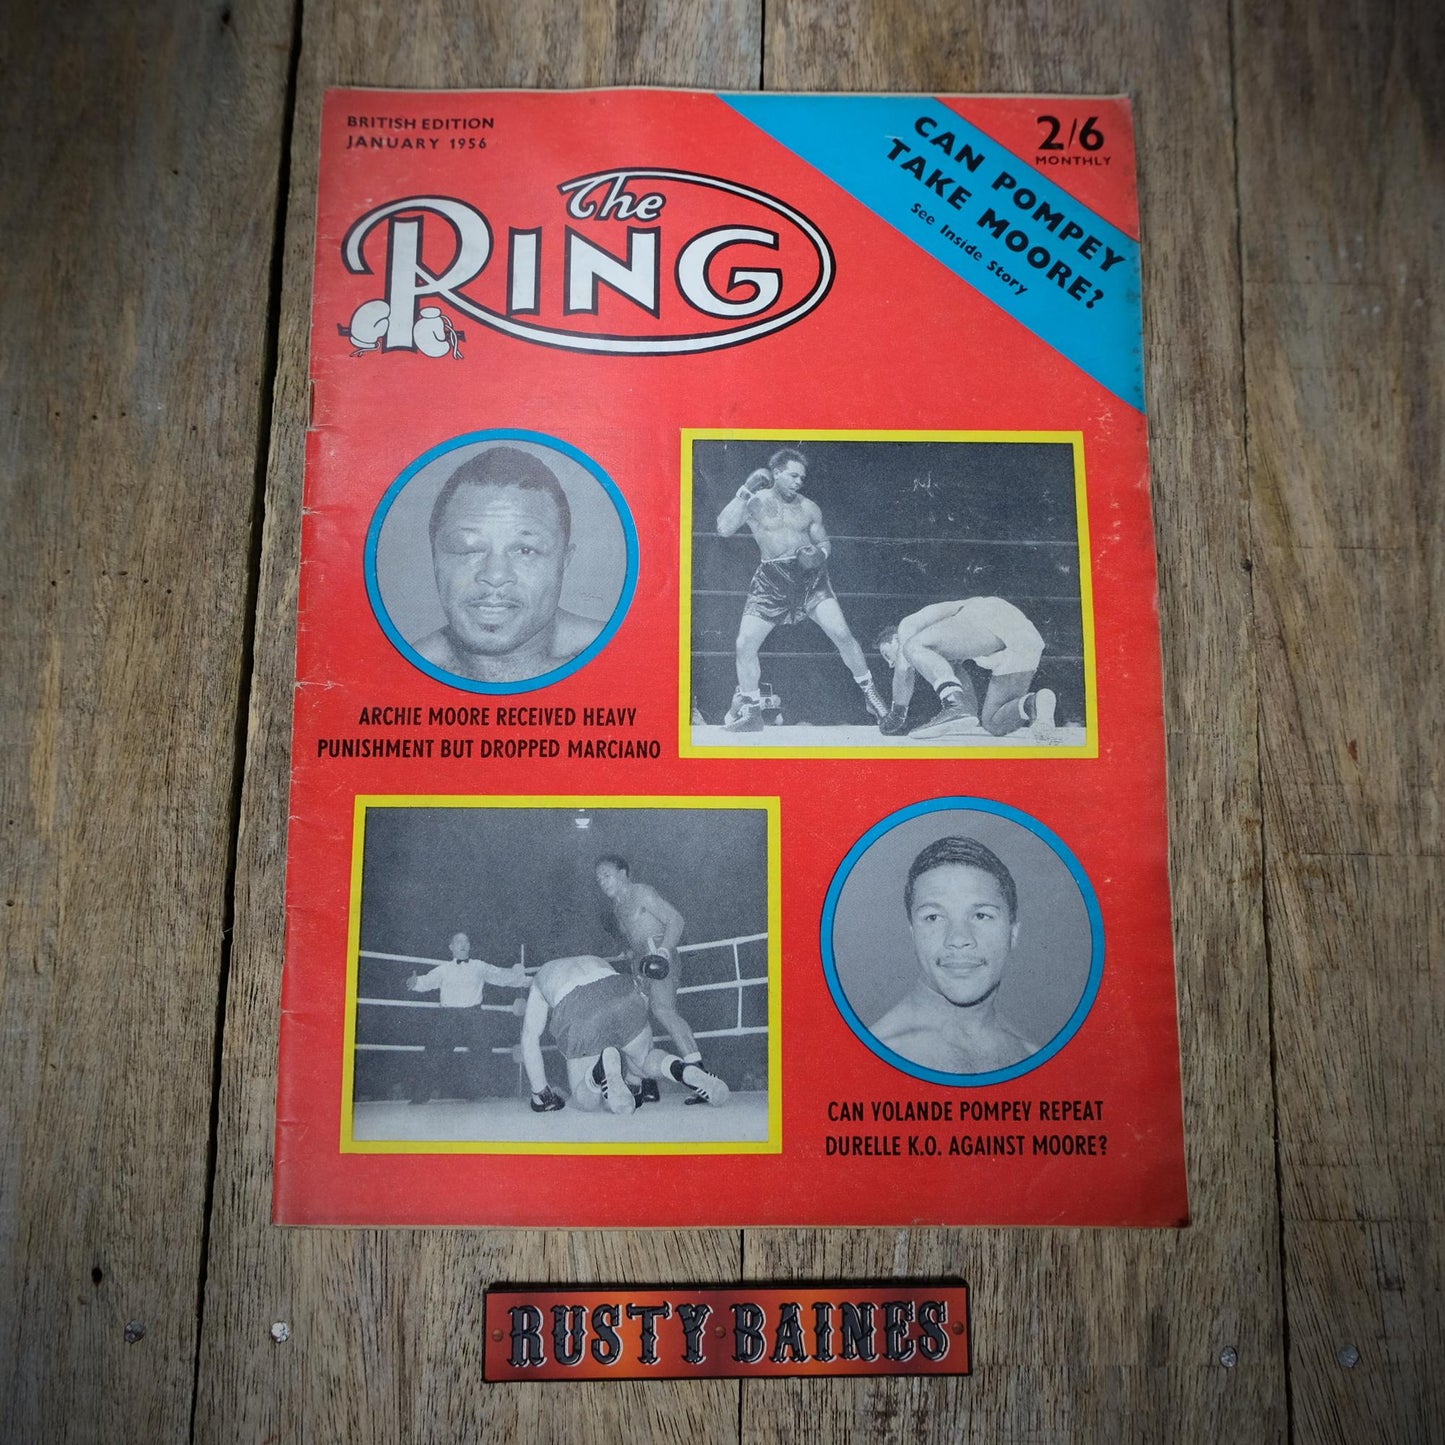 BRITISH EDITION
JANUARY 1956
2/6
MONTHLY
CAN POMPEY
TAKE MOORE?
See Inside Story
The
RING
ARCHIE MOORE RECEIVED HEAVY
PUNISHMENT BUT DROPPED MARCIANO
CAN YOLANDE POMPEY REPEAT
DURELLE K.O. AGAINST MOORE?
RUSTY BAINES